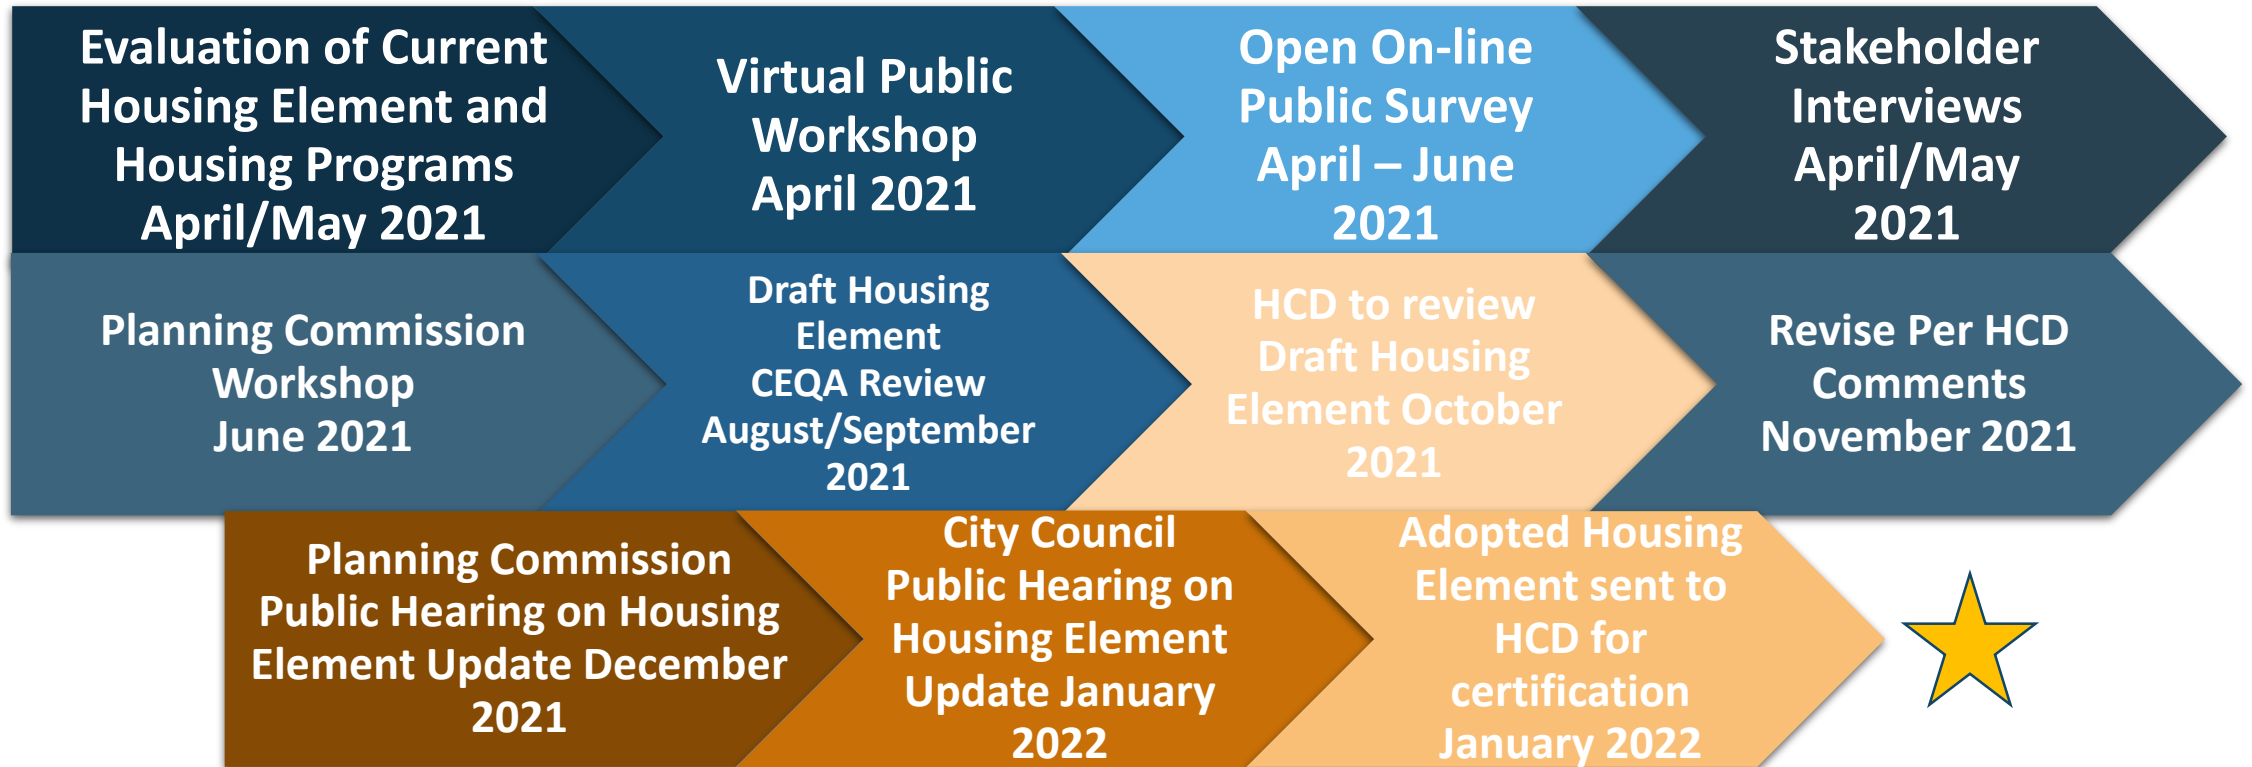 Evaluation of Current
Housing Element and
Housing Programs
April/May 2021
Virtual Public
Workshop
April 2021
Open On-line
Public Survey
April – June
2021
Stakeholder
Interviews
April/May
2021
Planning Commission
Workshop
June 2021
Draft Housing
Element
CEQA Review
August/September
2021
HCD to review
Draft Housing
Element October
2021
Revise Per HCD
Comments
November 2021
Planning Commission
Public Hearing on Housing
Element Update December
2021
City Council
Public Hearing on
Housing Element
Update January
2022
Adopted Housing
Element sent to
HCD for
certification
January 2022